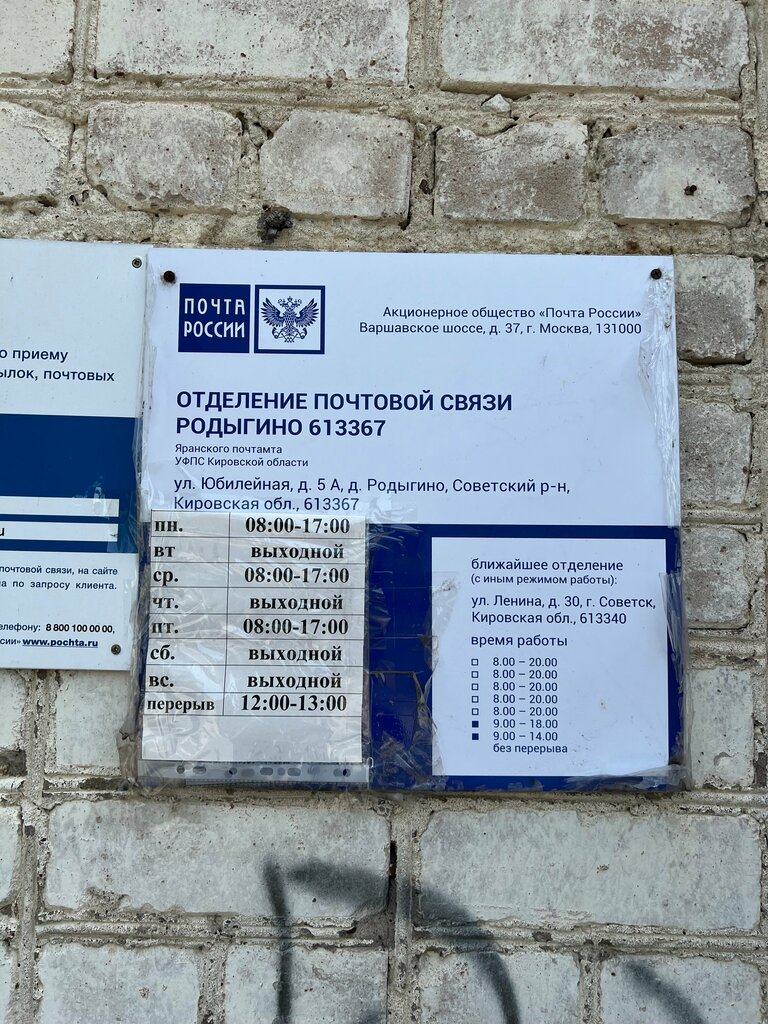 о приему
ылок, почтовых
u
почтовой связи, на сайте
а по запросу клиента.
елефону: 8 800 100 00 00,
сии» www.pochta.ru
ПОЧТА
РОССИИ
Акционерное общество «Почта России»
Варшавское шоссе, д. 37, г. Москва, 131000
ОТДЕЛЕНИЕ ПОЧТОВОЙ СВЯЗИ
РОДЫГИНО 613367
Яранского почтамта
УФПС Кировской области
ул. Юбилейная, д. 5 А, д. Родыгино, Советский р-н,
Кировская обл., 613367
пн. 08:00-17:00
вт выходной
ср. 08:00-17:00
чт. выходной
пт. 08:00-17:00
сб. выходной
вс. выходной
перерыв 12:00-13:00
ближайшее отделение
(с иным режимом работы):
ул. Ленина, д. 30, г. Советск,
Кировская обл., 613340
время работы
8.00 – 20.00
8.00 – 20.00
8.00 – 20.00
8.00 – 20.00
8.00 – 20.00
9.00 – 18.00
9.00 – 14.00
без перерыва